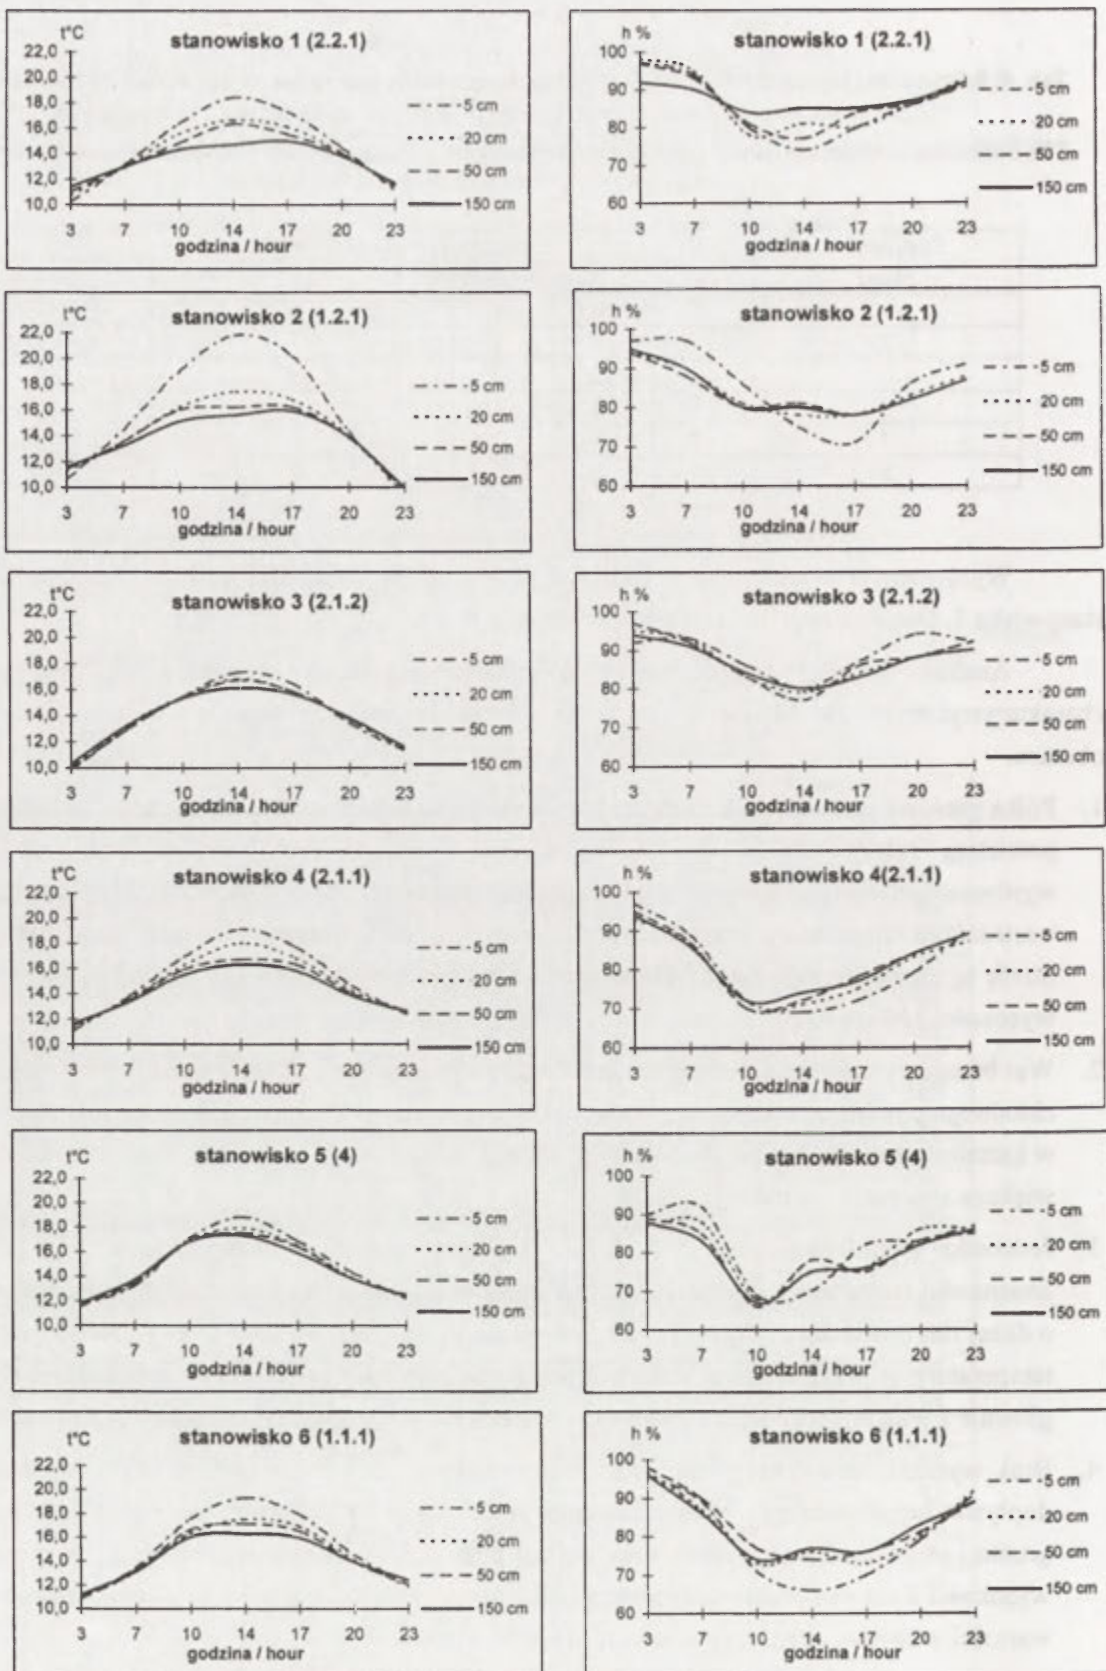 t°C
stanowisko 1 (2.2.1)
22,0
20,0
18,0
16,0
14,0
12,0
10,0
3 7 10 14 17 20 23
godzina / hour
5 cm
20 cm
50 cm
150 cm
h %
stanowisko 1 (2.2.1)
100
90
80
70
60
3 7 10 14 17 20 23
godzina / hour
5 cm
20 cm
50 cm
150 cm
t°C
stanowisko 2 (1.2.1)
22,0
20,0
18,0
16,0
14,0
12,0
10,0
3 7 10 14 17 20 23
godzina / hour
5 cm
20 cm
50 cm
150 cm
h %
stanowisko 2 (1.2.1)
100
90
80
70
60
3 7 10 14 17 20 23
godzina / hour
5 cm
20 cm
50 cm
150 cm
t°C
stanowisko 3 (2.1.2)
22,0
20,0
18,0
16,0
14,0
12,0
10,0
3 7 10 14 17 20 23
godzina / hour
5 cm
20 cm
50 cm
150 cm
h %
stanowisko 3 (2.1.2)
100
90
80
70
60
3 7 10 14 17 20 23
godzina / hour
5 cm
20 cm
50 cm
150 cm
t°C
stanowisko 4 (2.1.1)
22,0
20,0
18,0
16,0
14,0
12,0
10,0
3 7 10 14 17 20 23
godzina / hour
5 cm
20 cm
50 cm
150 cm
h %
stanowisko 4(2.1.1)
100
90
80
70
60
3 7 10 14 17 20 23
godzina / hour
5 cm
20 cm
50 cm
150 cm
t°C
stanowisko 5 (4)
22,0
20,0
18,0
16,0
14,0
12,0
10,0
3 7 10 14 17 20 23
godzina / hour
5 cm
20 cm
50 cm
150 cm
h %
stanowisko 5 (4)
100
90
80
70
60
3 7 10 14 17 20 23
godzina / hour
5 cm
20 cm
50 cm
150 cm
t°C
stanowisko 6 (1.1.1)
22,0
20,0
18,0
16,0
14,0
12,0
10,0
3 7 10 14 17 20 23
godzina / hour
5 cm
20 cm
50 cm
150 cm
h %
stanowisko 6 (1.1.1)
100
90
80
70
60
3 7 10 14 17 20 23
godzina / hour
5 cm
20 cm
50 cm
150 cm